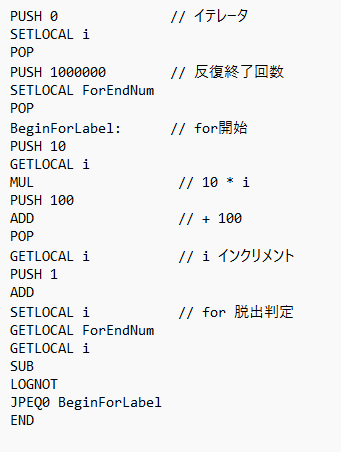 PUSH 0 // イテレータ
SETLOCAL i
POP
PUSH 1000000 // 反復終了回数
SETLOCAL ForEndNum
POP
BeginForLabel: // for開始
PUSH 10
GETLOCAL i
MUL // 10 * i
PUSH 100
ADD // + 100
POP
GETLOCAL i // i インクリメント
PUSH 1
ADD
SETLOCAL i // for 脱出判定
GETLOCAL ForEndNum
GETLOCAL i
SUB
LOGNOT
JPEQ0 BeginForLabel
END